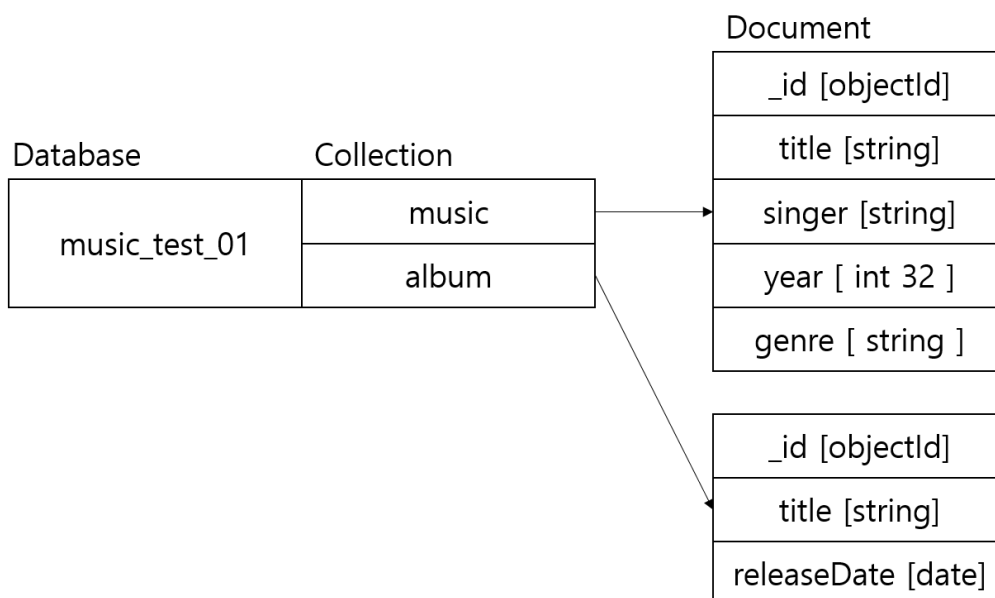 Document
_id [objectId]
title [string]
singer [string]
year [ int 32 ]
genre [ string ]
Database
Collection
music_test_01
music
album
_id [objectId]
title [string]
releaseDate [date]